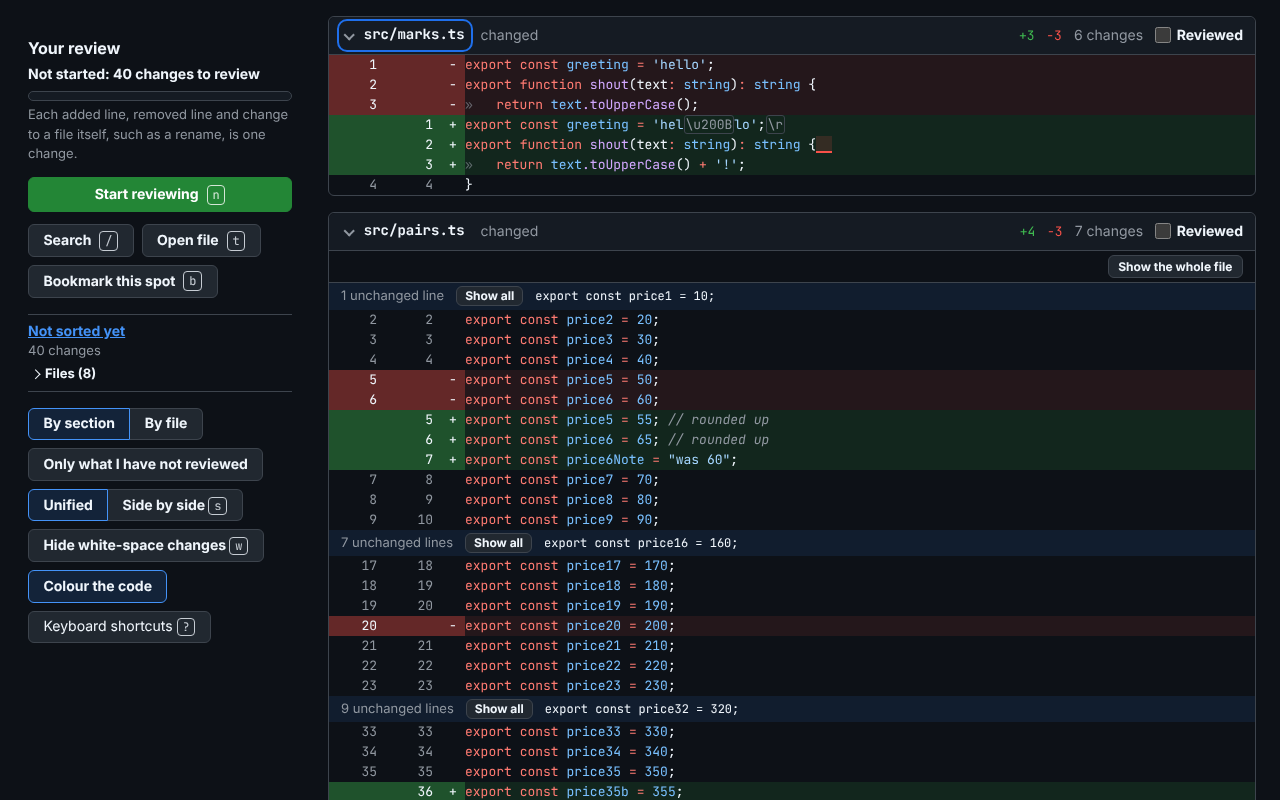 Your review
Not started: 40 changes to review
Each added line, removed line and change
to a file itself, such as a rename, is one
change.
Start reviewing n
Search / Open file t
Bookmark this spot b
Not sorted yet
40 changes
Files (8)
By section By file
Only what I have not reviewed
Unified Side by side s
Hide white-space changes w
Colour the code
Keyboard shortcuts ?
src/marks.ts changed +3 -3 6 changes Reviewed
1 - export const greeting = 'hello';
2 - export function shout(text: string): string {
3 - » return text.toUpperCase();
1 + export const greeting = 'hel\u200Blo';\r
2 + export function shout(text: string): string {
3 + » return text.toUpperCase() + '!';
4 4 }
src/pairs.ts changed +4 -3 7 changes Reviewed
Show the whole file
1 unchanged line Show all export const price1 = 10;
2 2 export const price2 = 20;
3 3 export const price3 = 30;
4 4 export const price4 = 40;
5 - export const price5 = 50;
6 - export const price6 = 60;
5 + export const price5 = 55; // rounded up
6 + export const price6 = 65; // rounded up
7 + export const price6Note = "was 60";
7 8 export const price7 = 70;
8 9 export const price8 = 80;
9 10 export const price9 = 90;
7 unchanged lines Show all export const price16 = 160;
17 18 export const price17 = 170;
18 19 export const price18 = 180;
19 20 export const price19 = 190;
20 - export const price20 = 200;
21 21 export const price21 = 210;
22 22 export const price22 = 220;
23 23 export const price23 = 230;
9 unchanged lines Show all export const price32 = 320;
33 33 export const price33 = 330;
34 34 export const price34 = 340;
35 35 export const price35 = 350;
36 + export const price35b = 355;